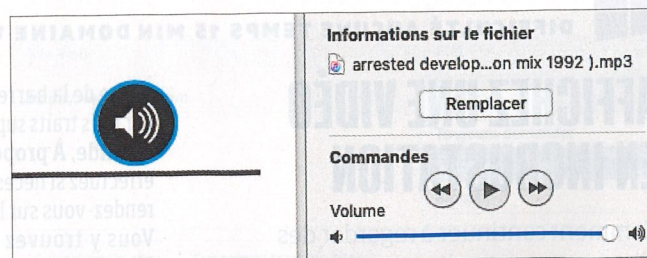 Informations sur le fichier
arrested develop...on mix 1992 ).mp3
Remplacer
Commandes
Volume